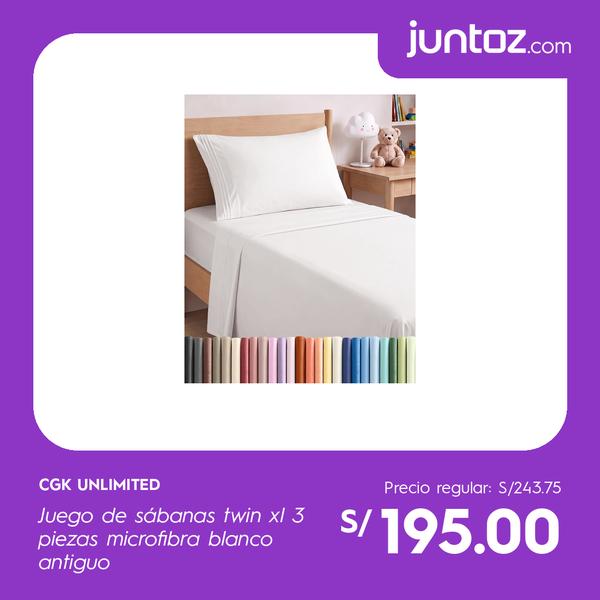 juntoz.com
CGK UNLIMITED
Juego de sábanas twin xl 3
piezas microfibra blanco
antiguo
Precio regular: S/243.75
S/195.00